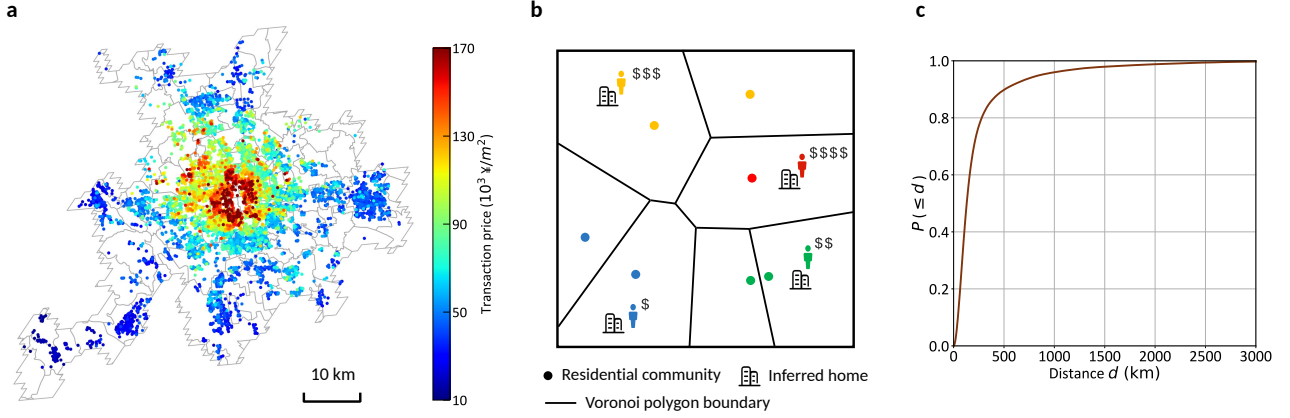 a
170
130
90
50
10
Transaction price (10³ ¥/m²)
10 km
b
$$$
$$$$
$$
$
Residential community
Inferred home
Voronoi polygon boundary
c
1.0
0.8
0.6
0.4
0.2
0.0
P ( ≤ d )
0 500 1000 1500 2000 2500 3000
Distance d (km)